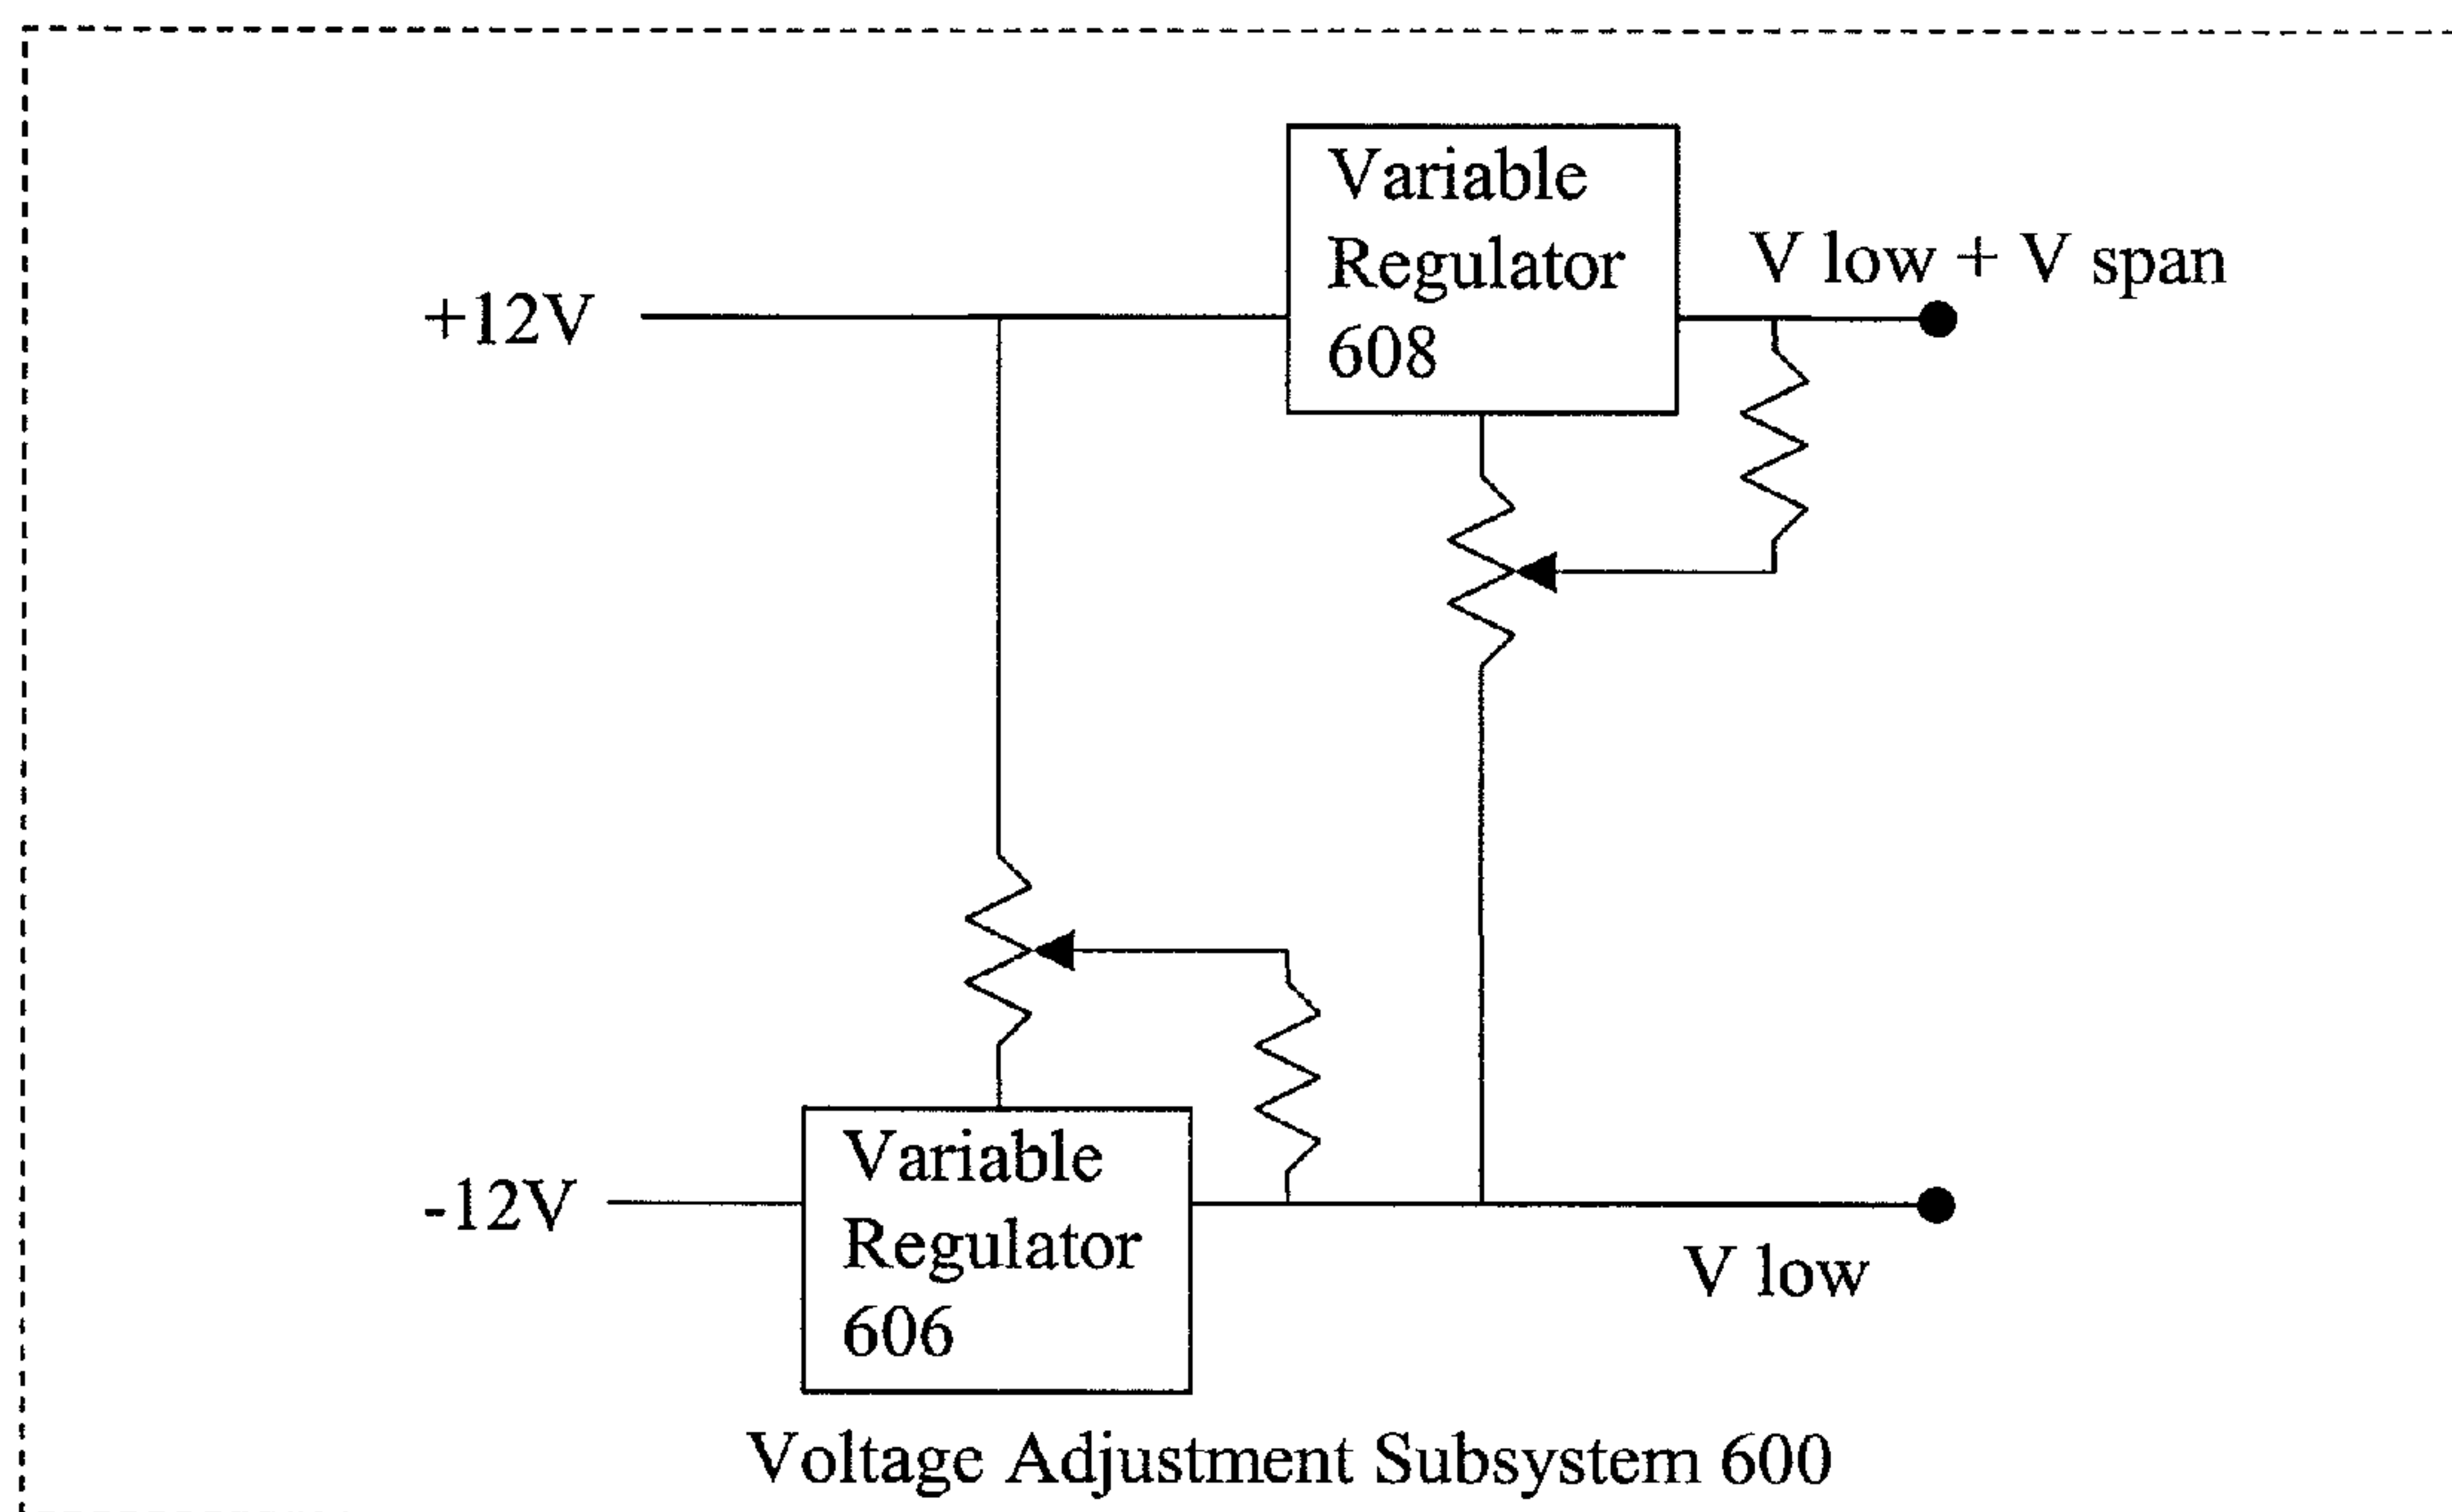 Variable
Regulator
608
V low + V span
+12V
Variable
Regulator
606
-12V
V low
Voltage Adjustment Subsystem 600